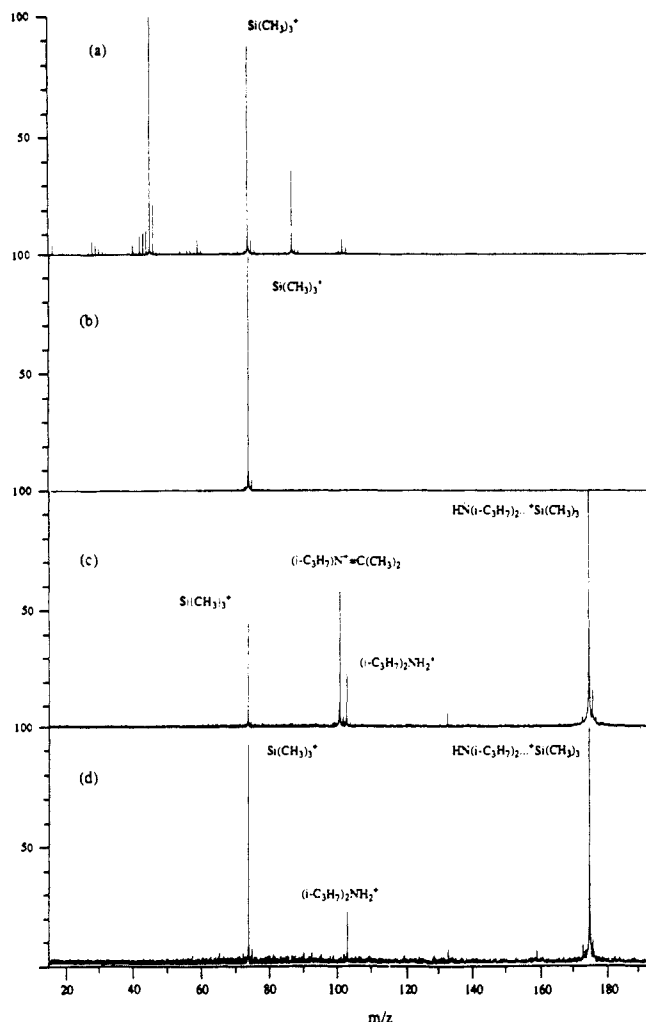 100
Si(CH₃)₃⁺
(a)
50
100
Si(CH₃)₃⁺
(b)
50
100
HN(i-C₃H₇)₂...⁺Si(CH₃)₃
(i-C₃H₇)N⁺=C(CH₃)₂
Si(CH₃)₃⁺
(c)
50
(i-C₃H₇)₂NH₂⁺
100
Si(CH₃)₃⁺
HN(i-C₃H₇)₂...⁺Si(CH₃)₃
(d)
50
(i-C₃H₇)₂NH₂⁺
20 40 60 80 100 120 140 160 180
m/z